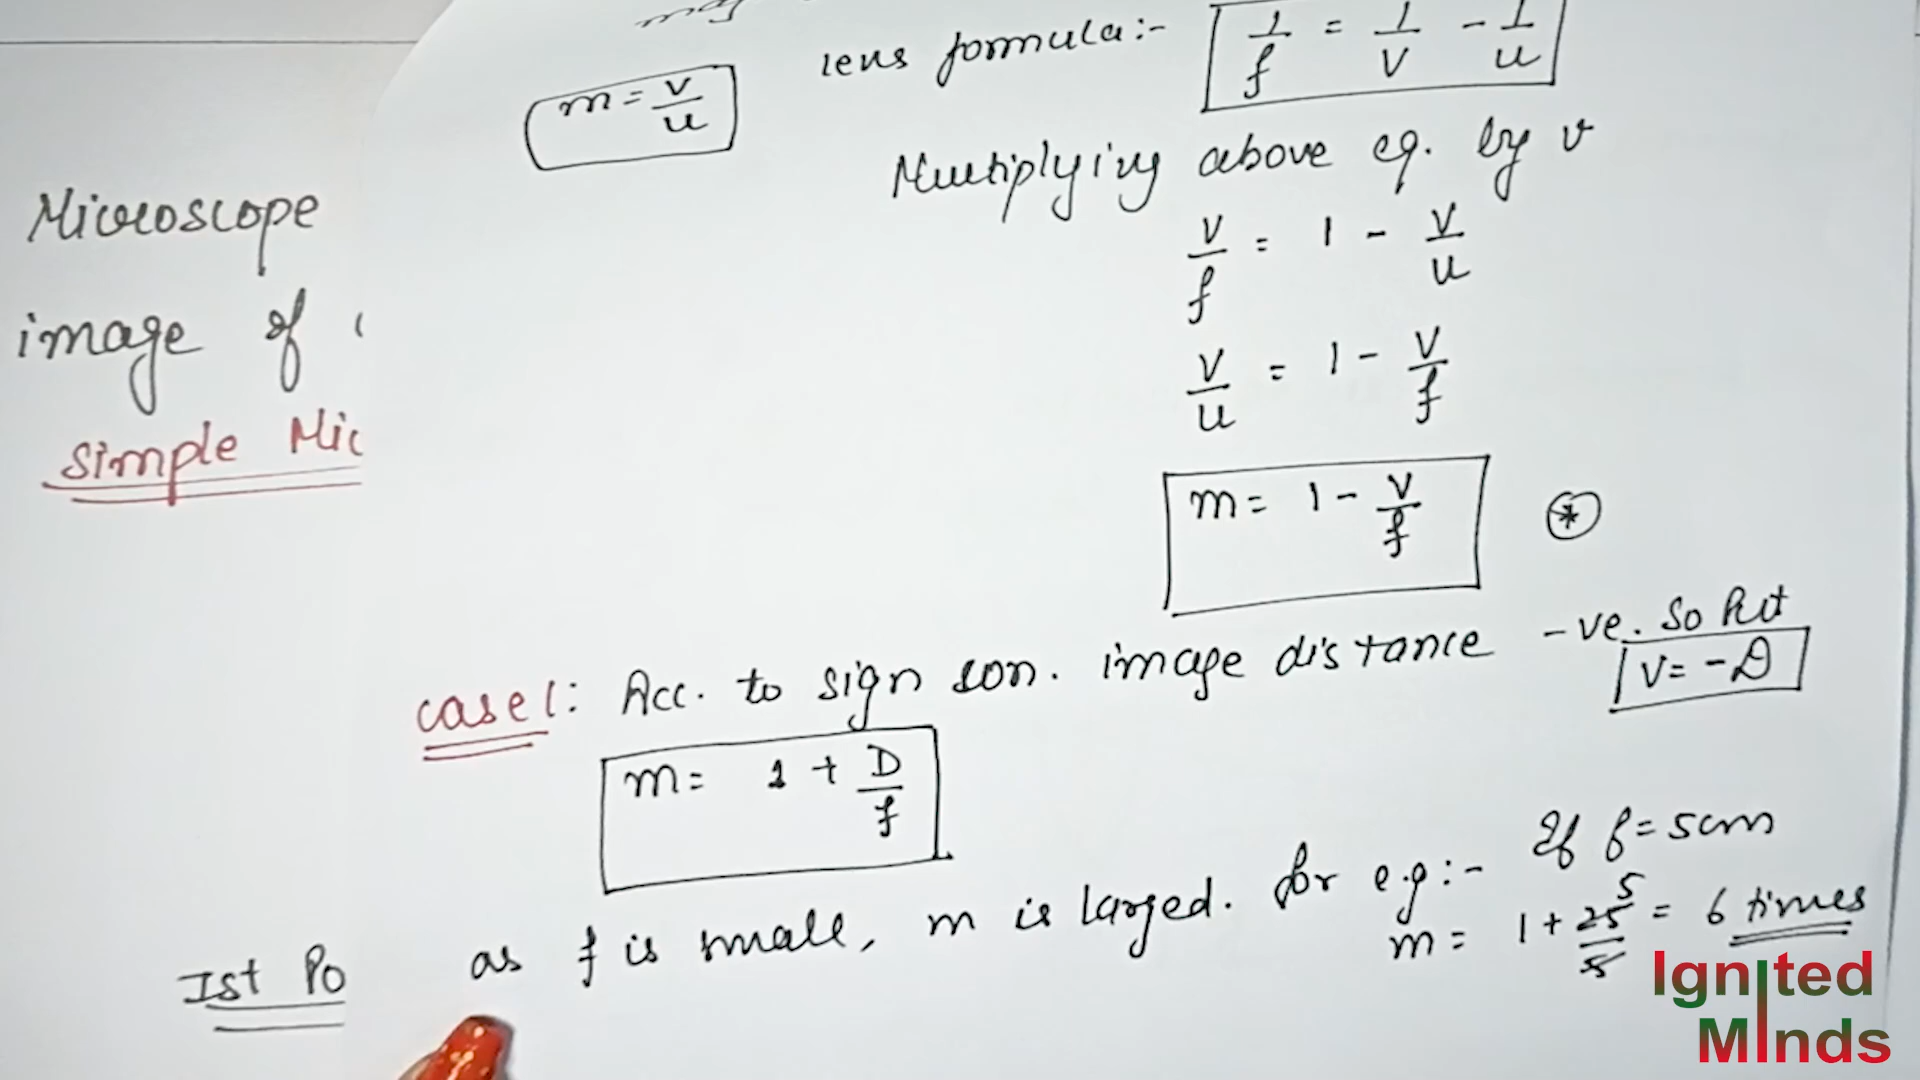 lens formula:- 1/f = 1/v - 1/u
m = v/u
Multiplying above eq. by v
v/f = 1 - v/u
v/u = 1 - v/f
m = 1 - v/f *
Microscope
image of
Simple Mic
case 1: Acc. to sign con. image distance -ve. So Put
v = -D
m = 1 + D/f
as f is small, m is larged. for e.g:- If f = 5cm
m = 1 + 25/5 5 = 6 times
Ist Po
Ignited
Minds